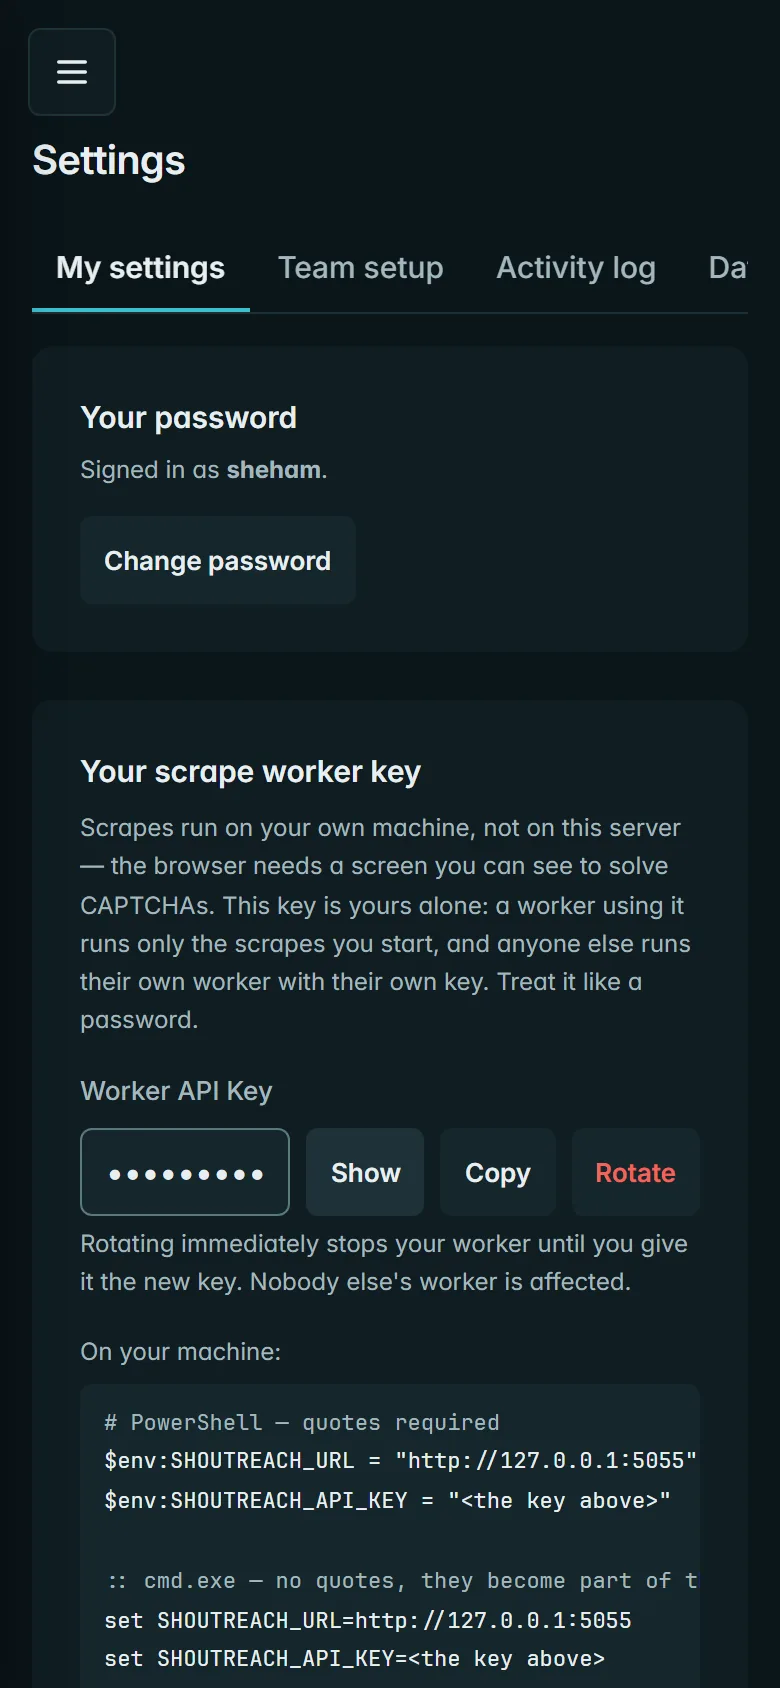 Settings
My settings Team setup Activity log Da
Your password
Signed in as sheham.
Change password
Your scrape worker key
Scrapes run on your own machine, not on this server
— the browser needs a screen you can see to solve
CAPTCHAs. This key is yours alone: a worker using it
runs only the scrapes you start, and anyone else runs
their own worker with their own key. Treat it like a
password.
Worker API Key
••••••••• Show Copy Rotate
Rotating immediately stops your worker until you give
it the new key. Nobody else's worker is affected.
On your machine:
# PowerShell — quotes required
$env:SHOUTREACH_URL = "http://127.0.0.1:5055"
$env:SHOUTREACH_API_KEY = "<the key above>"
:: cmd.exe — no quotes, they become part of t
set SHOUTREACH_URL=http://127.0.0.1:5055
set SHOUTREACH_API_KEY=<the key above>